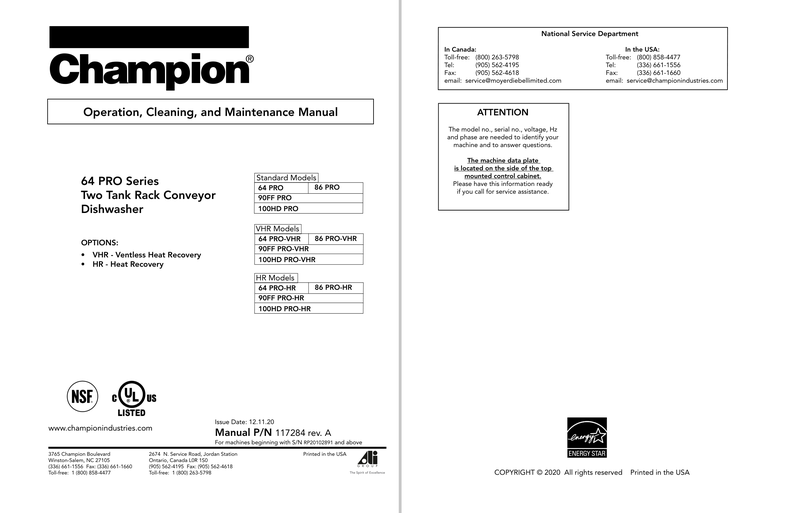 Champion®
Operation, Cleaning, and Maintenance Manual
64 PRO Series
Two Tank Rack Conveyor
Dishwasher
OPTIONS:
• VHR - Ventless Heat Recovery
• HR - Heat Recovery
Standard Models
64 PRO 86 PRO
90FF PRO
100HD PRO
VHR Models
64 PRO-VHR 86 PRO-VHR
90FF PRO-VHR
100HD PRO-VHR
HR Models
64 PRO-HR 86 PRO-HR
90FF PRO-HR
100HD PRO-HR
NSF
C UL US
LISTED
www.championindustries.com
Issue Date: 12.11.20
Manual P/N 117284 rev. A
For machines beginning with S/N RP20102891 and above
3765 Champion Boulevard
Winston-Salem, NC 27105
(336) 661-1556 Fax: (336) 661-1660
Toll-free: 1 (800) 858-4477
2674 N. Service Road, Jordan Station
Ontario, Canada L0R 1S0
(905) 562-4195 Fax: (905) 562-4618
Toll-free: 1 (800) 263-5798
Printed in the USA
Ali
GROUP
The Spirit of Excellence
National Service Department
In Canada:
Toll-free: (800) 263-5798
Tel: (905) 562-4195
Fax: (905) 562-4618
email: service@moyerdiebellimited.com
In the USA:
Toll-free: (800) 858-4477
Tel: (336) 661-1556
Fax: (336) 661-1660
email: service@championindustries.com
ATTENTION
The model no., serial no., voltage, Hz
and phase are needed to identify your
machine and to answer questions.
The machine data plate
is located on the side of the top
mounted control cabinet.
Please have this information ready
if you call for service assistance.
energy
ENERGY STAR
COPYRIGHT © 2020 All rights reserved Printed in the USA